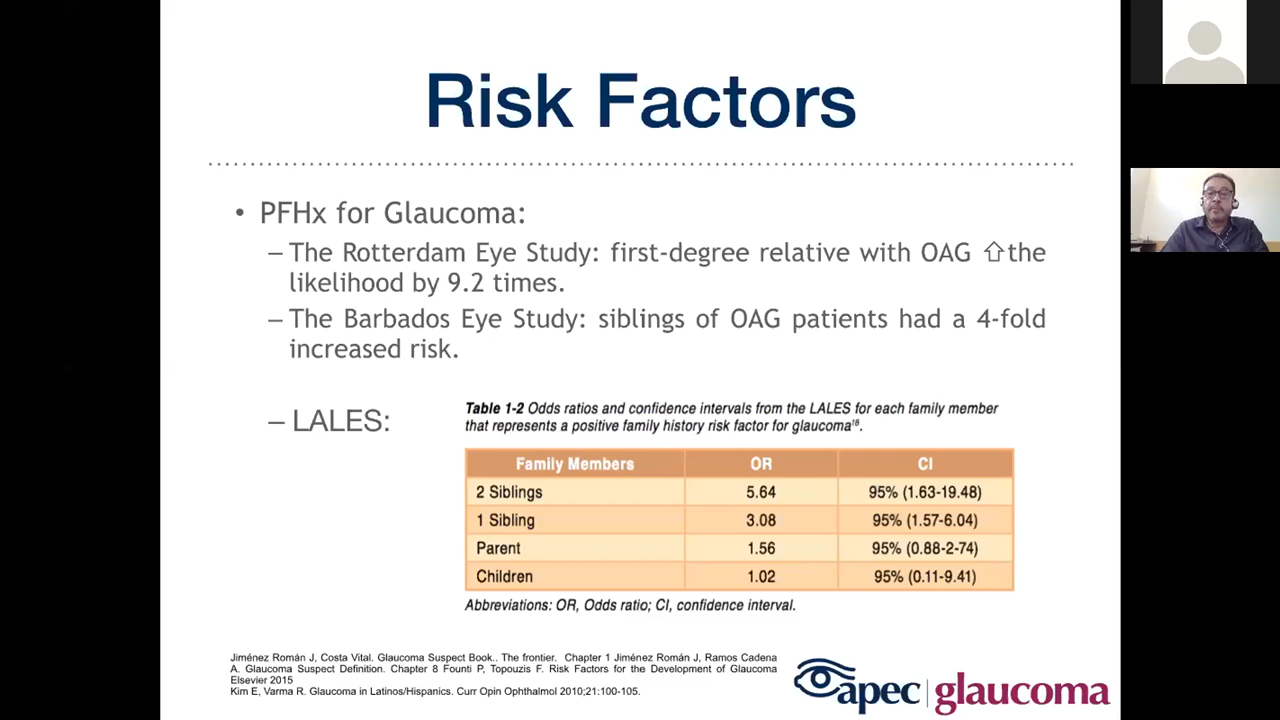 Risk Factors
• PFHx for Glaucoma:
– The Rotterdam Eye Study: first-degree relative with OAG ⇧the
likelihood by 9.2 times.
– The Barbados Eye Study: siblings of OAG patients had a 4-fold
increased risk.
– LALES:
Table 1-2 Odds ratios and confidence intervals from the LALES for each family member
that represents a positive family history risk factor for glaucoma¹⁸.
Family Members OR CI
2 Siblings 5.64 95% (1.63-19.48)
1 Sibling 3.08 95% (1.57-6.04)
Parent 1.56 95% (0.88-2-74)
Children 1.02 95% (0.11-9.41)
Abbreviations: OR, Odds ratio; CI, confidence interval.
Jiménez Román J, Costa Vital. Glaucoma Suspect Book.. The frontier. Chapter 1 Jiménez Román J, Ramos Cadena
A. Glaucoma Suspect Definition. Chapter 8 Founti P, Topouzis F. Risk Factors for the Development of Glaucoma
Elsevier 2015
Kim E, Varma R. Glaucoma in Latinos/Hispanics. Curr Opin Ophthalmol 2010;21:100-105.
apec | glaucoma